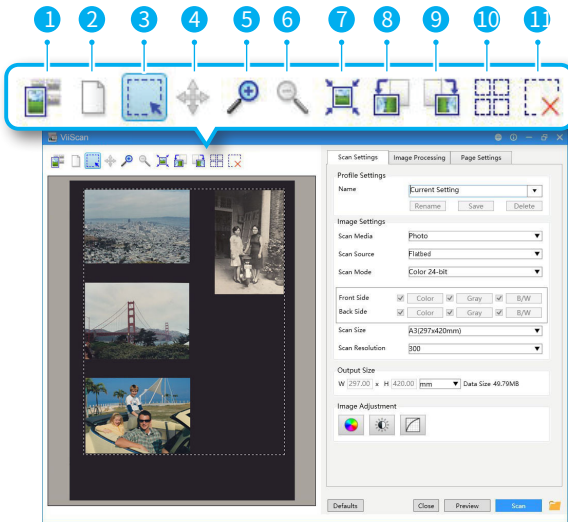 1 2 3 4 5 6 7 8 9 10 11
ViiScan
Scan Settings Image Processing Page Settings
Profile Settings
Name Current Setting
Rename Save Delete
Image Settings
Scan Media Photo
Scan Source Flatbed
Scan Mode Color 24-bit
Front Side Color Gray B/W
Back Side Color Gray B/W
Scan Size A3(297x420mm)
Scan Resolution 300
Output Size
W 297.00 x H 420.00 mm Data Size 49.79MB
Image Adjustment
Defaults Close Preview Scan